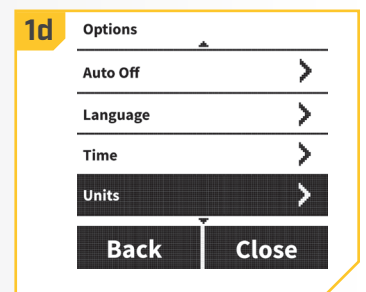 1d
Options
Auto Off
Language
Time
Units
Back Close